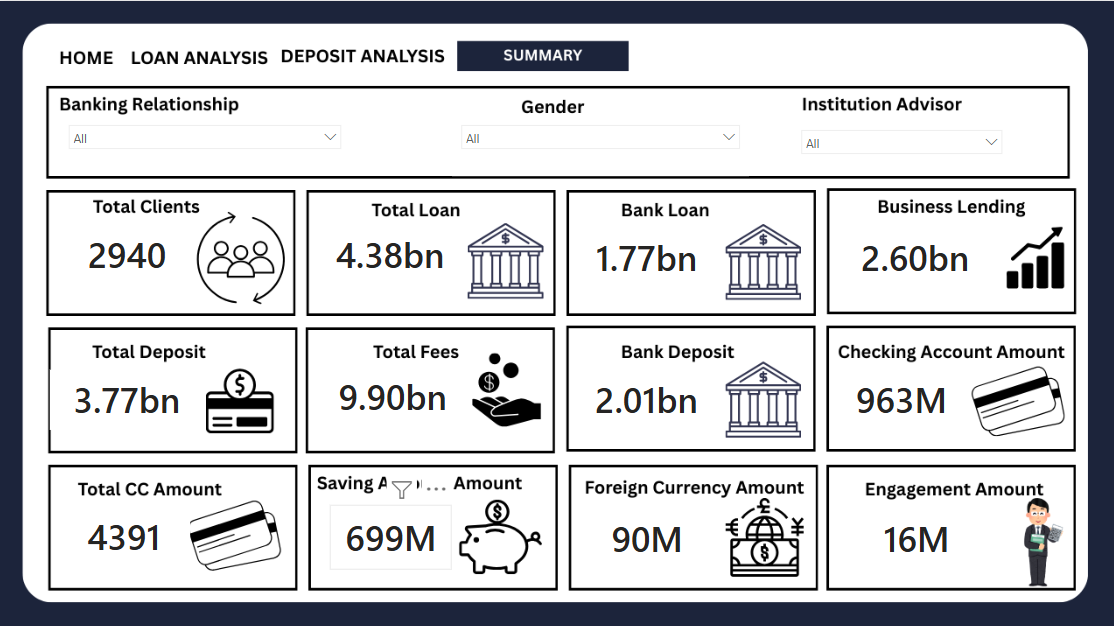 HOME LOAN ANALYSIS DEPOSIT ANALYSIS SUMMARY
Banking Relationship Gender Institution Advisor
All All All
Total Clients
2940
Total Loan
4.38bn
$
Bank Loan
1.77bn
$
Business Lending
2.60bn
Total Deposit
3.77bn
$
Total Fees
9.90bn
$
Bank Deposit
2.01bn
$
Checking Account Amount
963M
Total CC Amount
4391
Saving A ... Amount
699M
$
Foreign Currency Amount
90M
£
€ ¥
$
Engagement Amount
16M